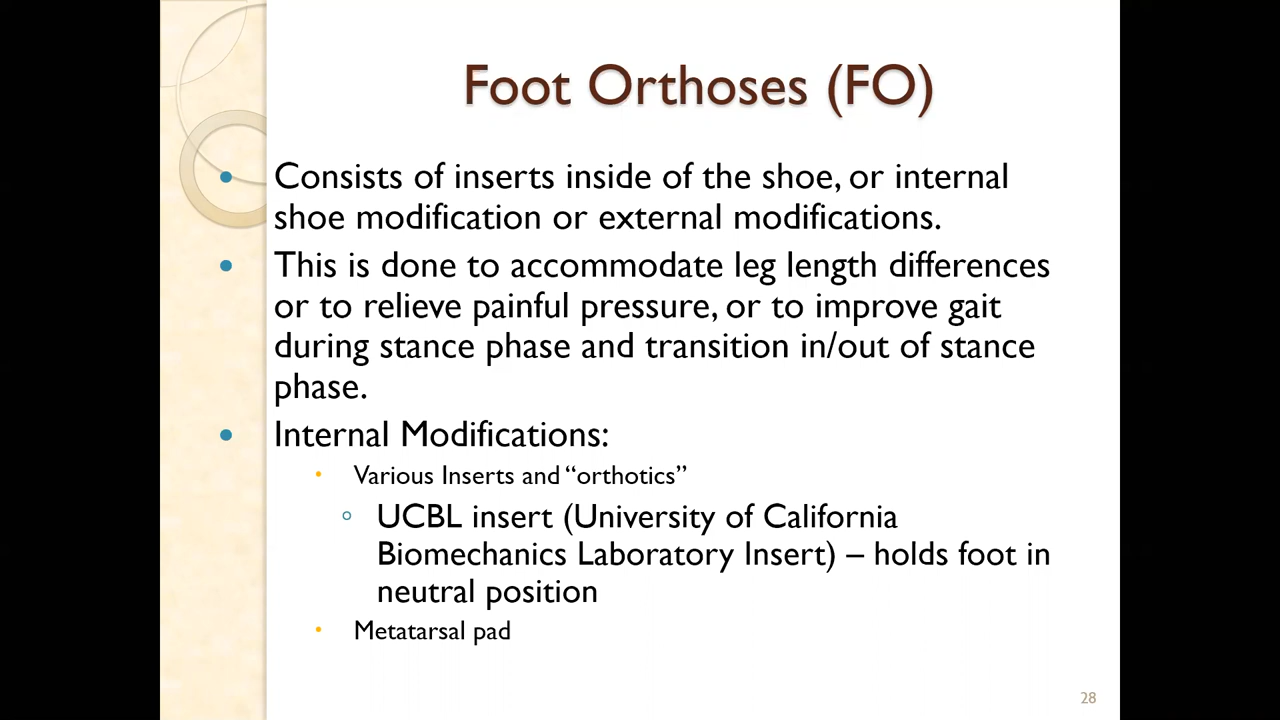 Foot Orthoses (FO)
• Consists of inserts inside of the shoe, or internal
shoe modification or external modifications.
• This is done to accommodate leg length differences
or to relieve painful pressure, or to improve gait
during stance phase and transition in/out of stance
phase.
• Internal Modifications:
• Various Inserts and “orthotics”
◦ UCBL insert (University of California
Biomechanics Laboratory Insert) – holds foot in
neutral position
• Metatarsal pad
28